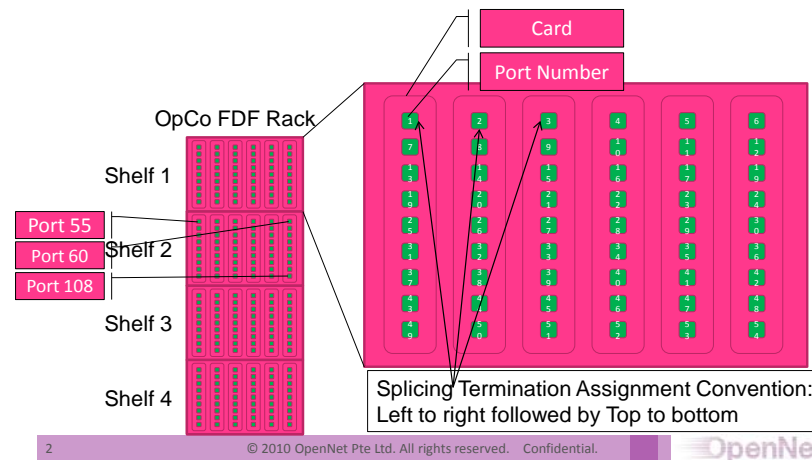 Card
Port Number
OpCo FDF Rack
Shelf 1
Shelf 2
Shelf 3
Shelf 4
Port 55
Port 60
Port 108
1 2 3 4 5 6
7 8 9 10 11 12
13 14 15 16 17 19
19 20 21 22 23 24
25 26 27 28 29 30
31 32 33 34 35 36
37 38 39 40 41 42
43 44 45 46 47 48
49 50 51 52 53 54
Splicing Termination Assignment Convention:
Left to right followed by Top to bottom
2
© 2010 OpenNet Pte Ltd. All rights reserved. Confidential.
OpenNe